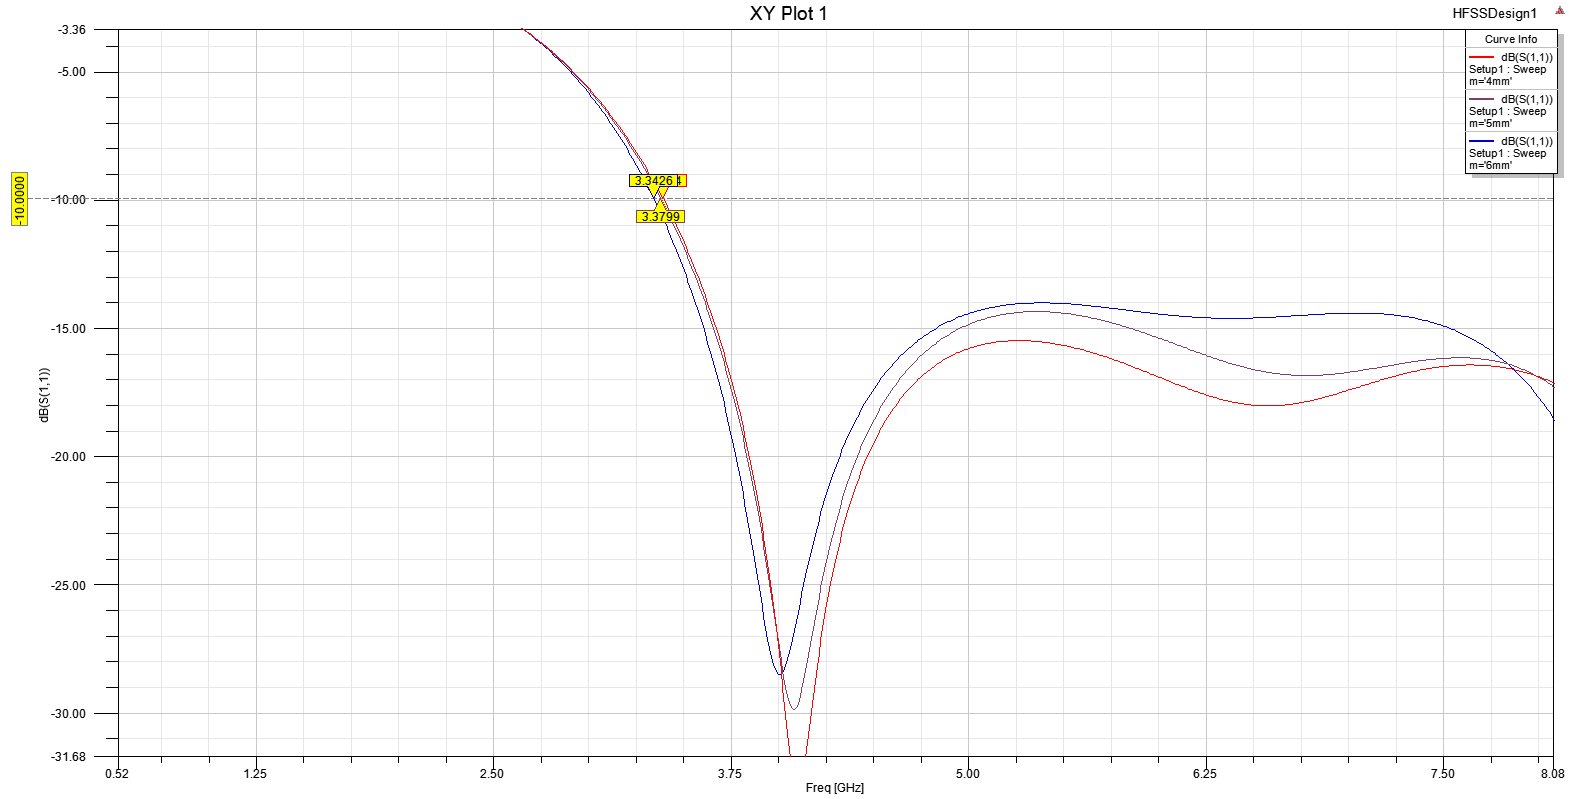 XY Plot 1
HFSSDesign1
Curve Info
dB(S(1,1))
Setup1 : Sweep
m='4mm'
dB(S(1,1))
Setup1 : Sweep
m='5mm'
dB(S(1,1))
Setup1 : Sweep
m='6mm'
-3.36
-5.00
-10.00
-15.00
-20.00
-25.00
-30.00
-31.68
-10.0000
dB(S(1,1))
3.3426
3.3799
0.52
1.25
2.50
3.75
5.00
6.25
7.50
8.08
Freq [GHz]